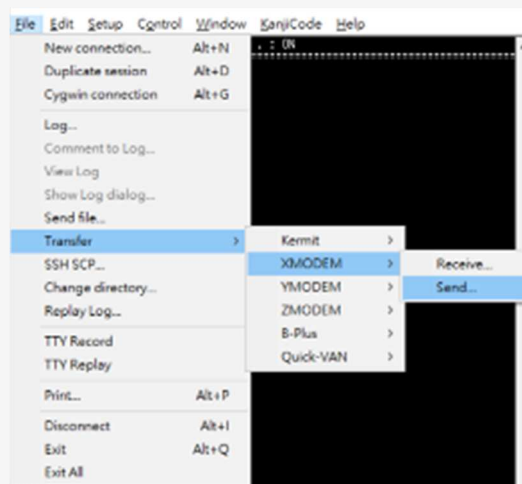 File Edit Setup Control Window KanjiCode Help
New connection... Alt+N
. : ON
Duplicate session Alt+D
Cygwin connection Alt+G
Log...
Comment to Log...
View Log
Show Log dialog...
Send file...
Transfer >
SSH SCP...
Change directory...
Replay Log...
TTY Record
TTY Replay
Print... Alt+P
Disconnect Alt+I
Exit Alt+Q
Exit All
Kermit >
XMODEM >
YMODEM >
ZMODEM >
B-Plus >
Quick-VAN >
Receive...
Send...